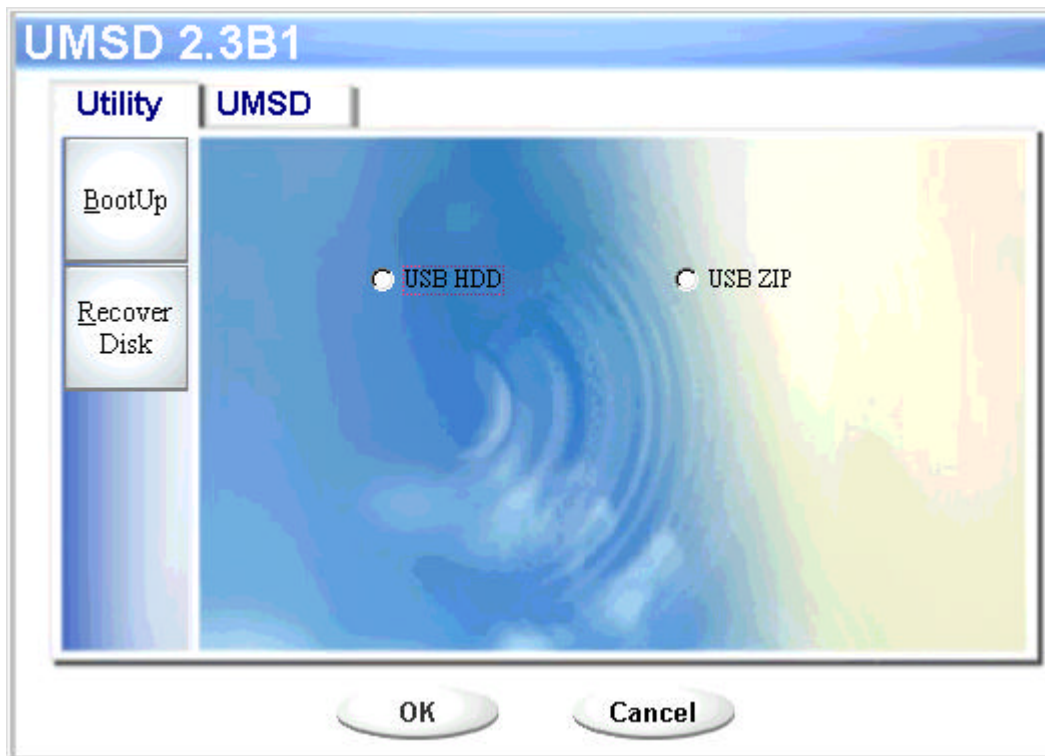 UMSD 2.3B1
Utility UMSD
BootUp
USB HDD USB ZIP
Recover
Disk
OK Cancel